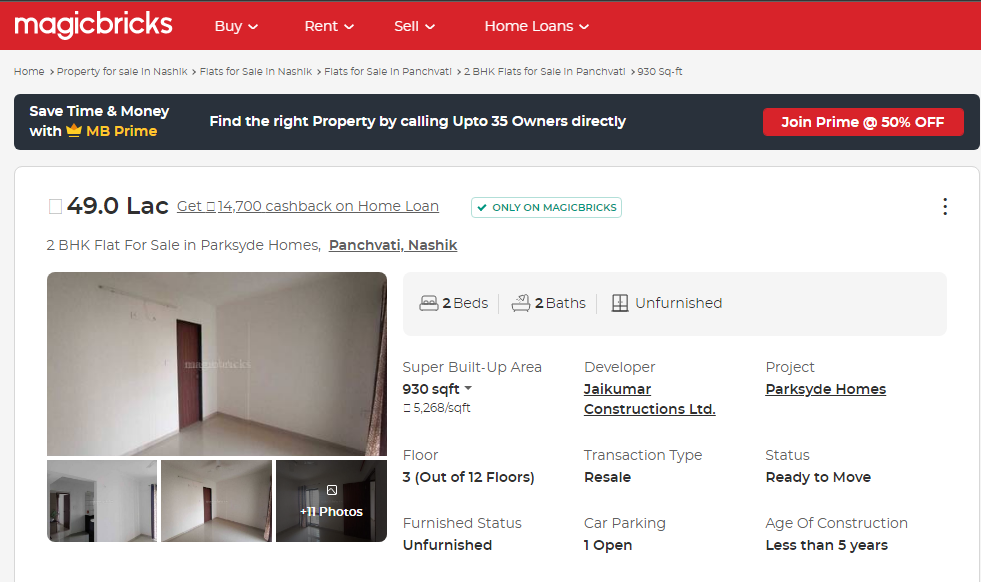 magicbricks
Buy
Rent
Sell
Home Loans
Home > Property for sale in Nashik > Flats for Sale in Nashik > Flats for Sale in Panchvati > 2 BHK Flats for Sale in Panchvati > 930 Sq-ft
Save Time & Money
with MB Prime
Find the right Property by calling Upto 35 Owners directly
Join Prime @ 50% OFF
49.0 Lac
Get 14,700 cashback on Home Loan
ONLY ON MAGICBRICKS
2 BHK Flat For Sale in Parksyde Homes, Panchvati, Nashik
magicbricks
+11 Photos
2 Beds
2 Baths
Unfurnished
Super Built-Up Area
930 sqft
5,268/sqft
Developer
Jaikumar
Constructions Ltd.
Project
Parksyde Homes
Floor
3 (Out of 12 Floors)
Transaction Type
Resale
Status
Ready to Move
Furnished Status
Unfurnished
Car Parking
1 Open
Age Of Construction
Less than 5 years